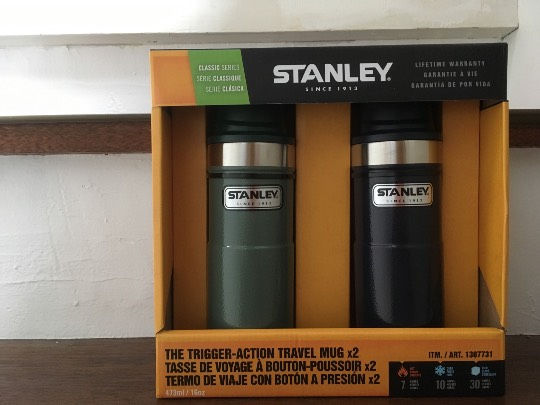 CLASSIC SERIES
SÉRIE CLASSIQUE
SERIE CLÁSICA
STANLEY
SINCE 1913
LIFETIME WARRANTY
GARANTIE À VIE
GARANTÍA DE POR VIDA
STANLEY
SINCE 1913
STANLEY
SINCE 1913
THE TRIGGER-ACTION TRAVEL MUG x2
TASSE DE VOYAGE À BOUTON-POUSSOIR x2
TERMO DE VIAJE CON BOTÓN A PRESIÓN x2
473ml / 16oz
ITM. / ART. 1367731
7
10
30